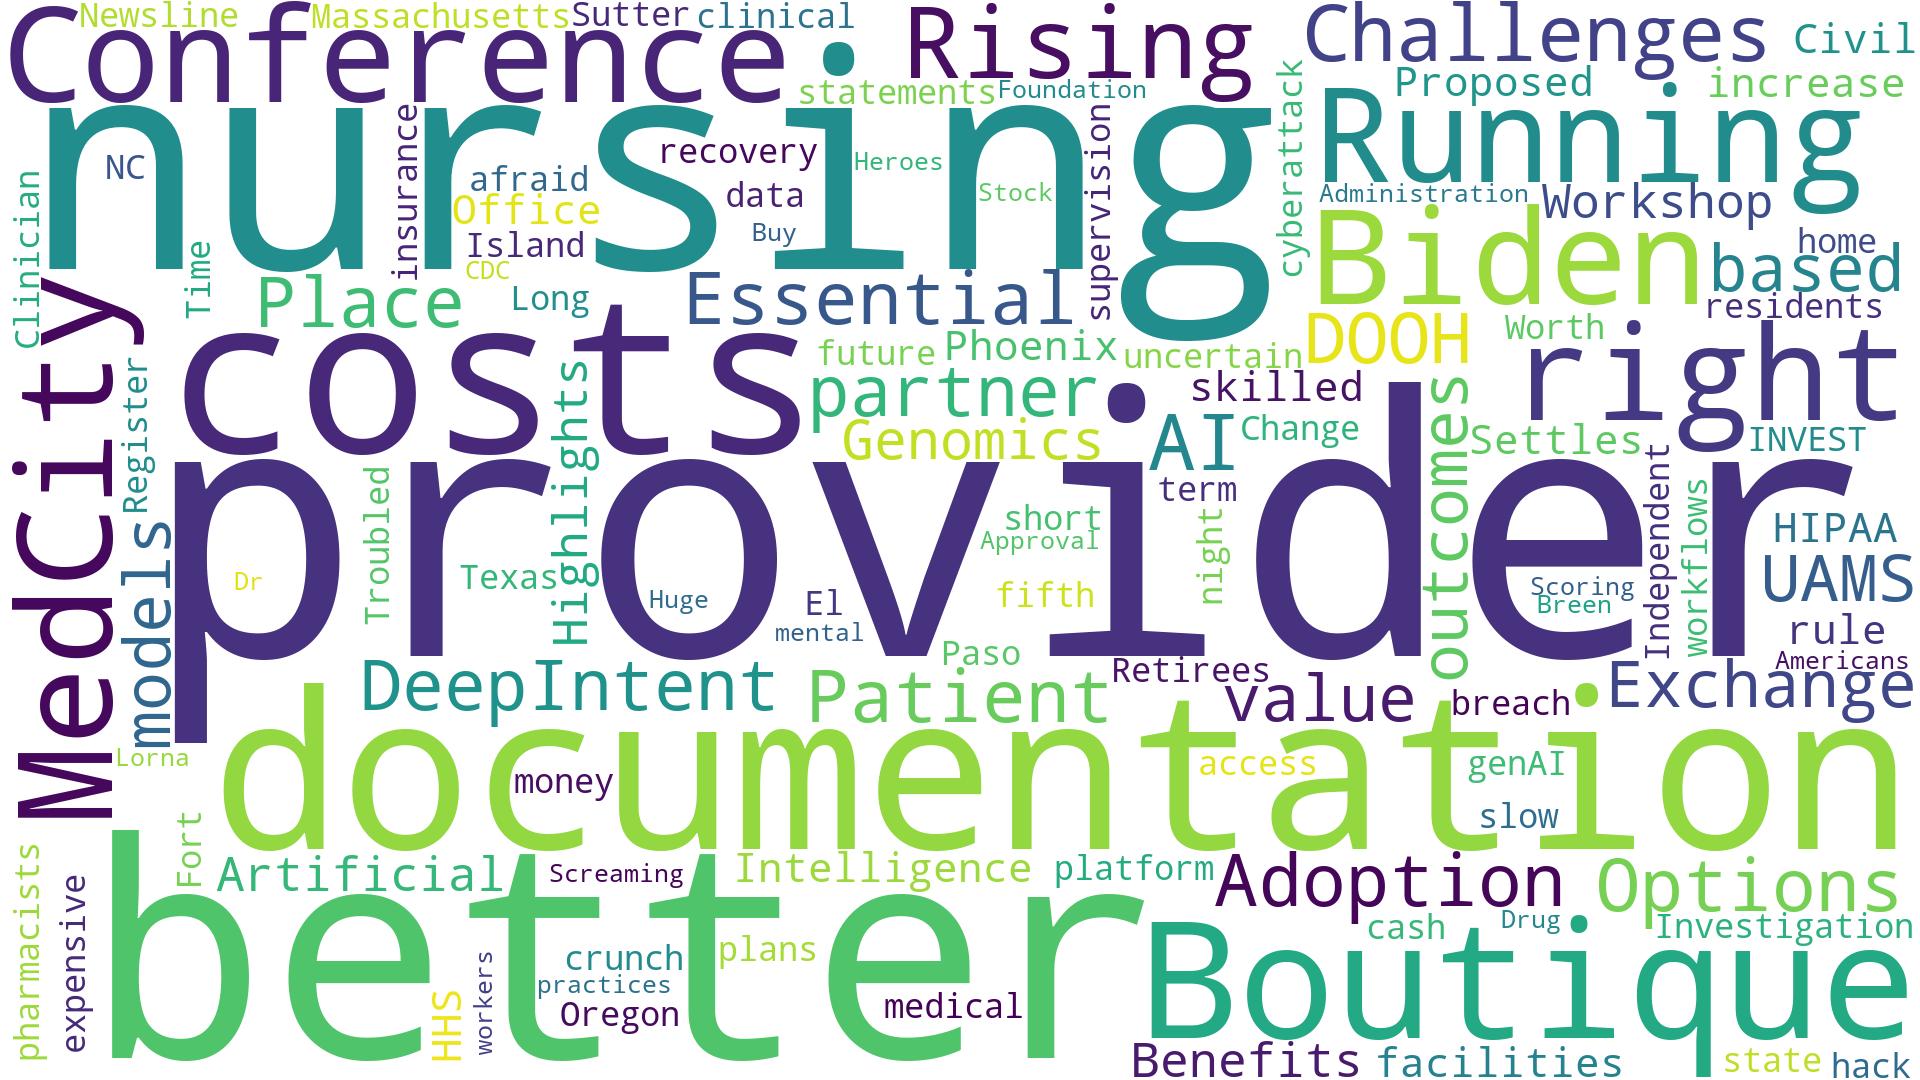 Newsline
Massachusetts
Sutter
clinical
Conference
Rising
Challenges
Civil
statements
Foundation
cyberattack
Proposed
increase
nursing
Running
NC
insurance
afraid
recovery
Heroes
data
Stock
supervision
Office
Island
Buy
CDC
Administration
Workshop
Clinician
Time
Place
Long
Essential
Biden
home
based
residents
MedCity
costs
future
Phoenix
uncertain
DOOH
Worth
right
partner
skilled
Register
Highlights
Genomics
AI
Change
outcomes
Settles
INVEST
models
provider
Troubled
term
short
Approval
night
Independent
workflows
HIPAA
UAMS
Dr
Texas
Huge
El
mental
fifth
Scoring
Breen
rule
Paso
Retirees
Americans
DeepIntent
Patient
value
breach
Exchange
Lorna
documentation
money
access
genAI
slow
Fort
pharmacists
expensive
Artificial
Screaming
Intelligence
platform
Adoption
Options
better
cash
Drug
Investigation
HHS
workers
crunch
practices
Oregon
plans
medical
Boutique
Benefits
facilities
state
hack